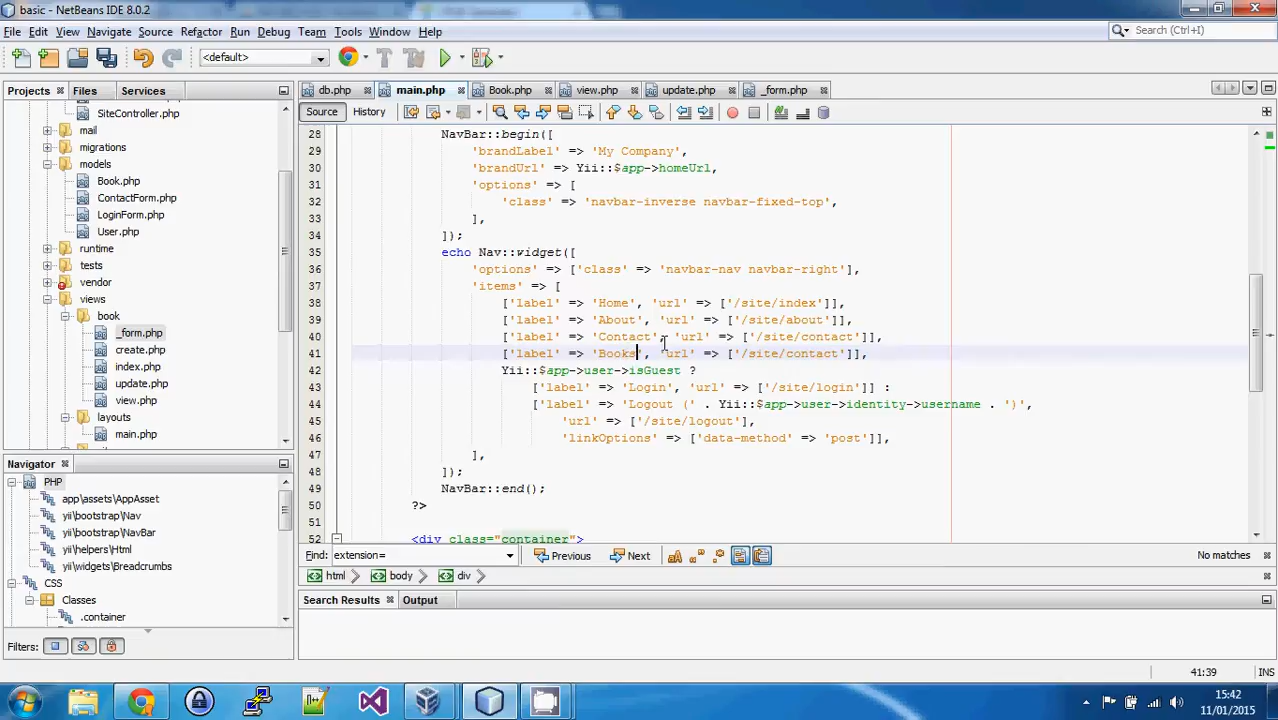 basic - NetBeans IDE 8.0.2
File Edit View Navigate Source Refactor Run Debug Team Tools Window Help
Search (Ctrl+I)
<default>
Projects
Files
Services
SiteController.php
mail
migrations
models
Book.php
ContactForm.php
LoginForm.php
User.php
runtime
tests
vendor
views
book
_form.php
create.php
index.php
update.php
view.php
layouts
main.php
Navigator
PHP
app\assets\AppAsset
yii\bootstrap\Nav
yii\bootstrap\NavBar
yii\helpers\Html
yii\widgets\Breadcrumbs
CSS
Classes
.container
Filters:
db.php main.php Book.php view.php update.php _form.php
Source History
28 NavBar::begin([
29 'brandLabel' => 'My Company',
30 'brandUrl' => Yii::$app->homeUrl,
31 'options' => [
32 'class' => 'navbar-inverse navbar-fixed-top',
33 ],
34 ]);
35 echo Nav::widget([
36 'options' => ['class' => 'navbar-nav navbar-right'],
37 'items' => [
38 ['label' => 'Home', 'url' => ['/site/index']],
39 ['label' => 'About', 'url' => ['/site/about']],
40 ['label' => 'Contact', 'url' => ['/site/contact']],
41 ['label' => 'Books', 'url' => ['/site/contact']],
42 Yii::$app->user->isGuest ?
43 ['label' => 'Login', 'url' => ['/site/login']] :
44 ['label' => 'Logout (' . Yii::$app->user->identity->username . ')',
45 'url' => ['/site/logout'],
46 'linkOptions' => ['data-method' => 'post']],
47 ],
48 ]);
49 NavBar::end();
50 ?>
51
52 <div class="container">
Find: extension= Previous Next No matches
html body div
Search Results Output
41:39 INS
15:42
11/01/2015